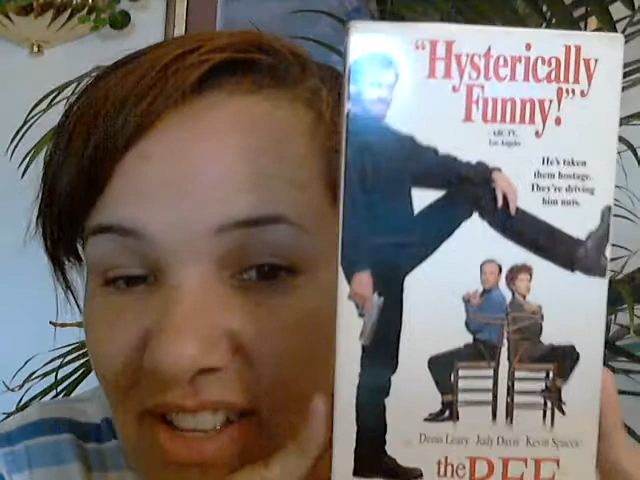 "Hysterically
Funny!"
ABC-TV,
Los Angeles
He's taken
them hostage.
They're driving
him nuts.
Denis Leary Judy Davis Kevin Spacey
the REF